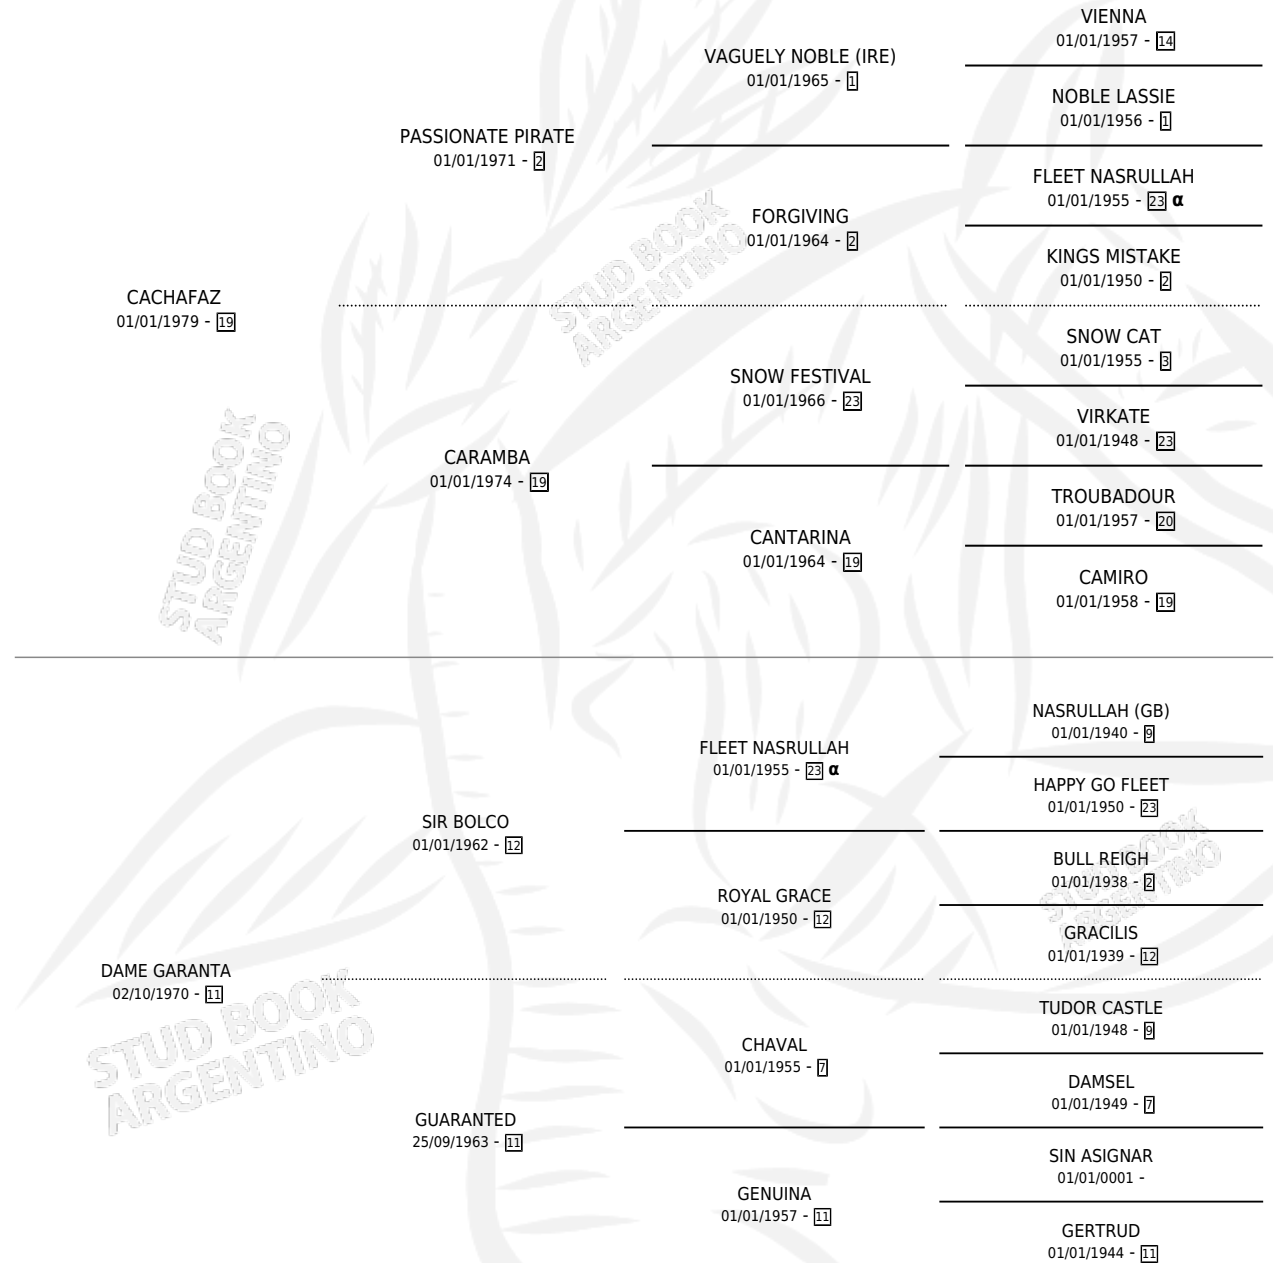 VIENNA
01/01/1957 - 14
VAGUELY NOBLE (IRE)
01/01/1965 - 1
NOBLE LASSIE
01/01/1956 - 1
PASSIONATE PIRATE
01/01/1971 - 2
FLEET NASRULLAH
01/01/1955 - 23 α
FORGIVING
01/01/1964 - 2
KINGS MISTAKE
01/01/1950 - 2
CACHAFAZ
01/01/1979 - 19
SNOW CAT
01/01/1955 - 3
SNOW FESTIVAL
01/01/1966 - 23
VIRKATE
01/01/1948 - 23
CARAMBA
01/01/1974 - 19
TROUBADOUR
01/01/1957 - 20
CANTARINA
01/01/1964 - 19
CAMIRO
01/01/1958 - 19
NASRULLAH (GB)
01/01/1940 - 9
FLEET NASRULLAH
01/01/1955 - 23 α
HAPPY GO FLEET
01/01/1950 - 23
SIR BOLCO
01/01/1962 - 12
BULL REIGH
01/01/1938 - 2
ROYAL GRACE
01/01/1950 - 12
GRACILIS
01/01/1939 - 12
DAME GARANTA
02/10/1970 - 11
TUDOR CASTLE
01/01/1948 - 9
CHAVAL
01/01/1955 - 7
DAMSEL
01/01/1949 - 7
GUARANTED
25/09/1963 - 11
SIN ASIGNAR
01/01/0001 -
GENUINA
01/01/1957 - 11
GERTRUD
01/01/1944 - 11
STUD BOOK
ARGENTINO
STUD BOOK
ARGENTINO
STUD BOOK
ARGENTINO
STUD BOOK
ARGENTINO